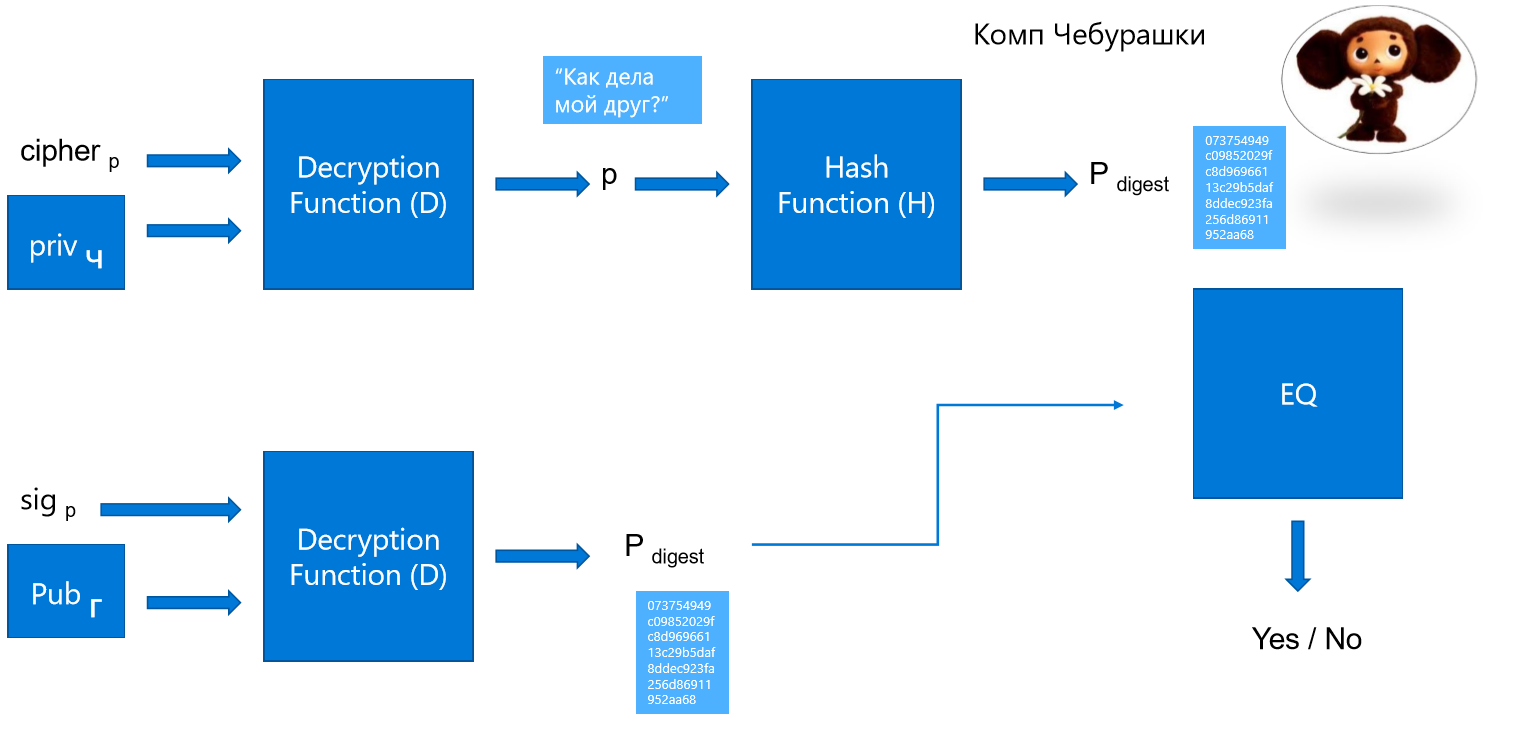 Комп Чебурашки
“Как дела
мой друг?”
cipher p
priv Ч
Decryption
Function (D)
p
Hash
Function (H)
P digest
073754949
c09852029f
c8d969661
13c29b5daf
8ddec923fa
256d86911
952aa68
EQ
sig p
Pub Г
Decryption
Function (D)
P digest
073754949
c09852029f
c8d969661
13c29b5daf
8ddec923fa
256d86911
952aa68
Yes / No